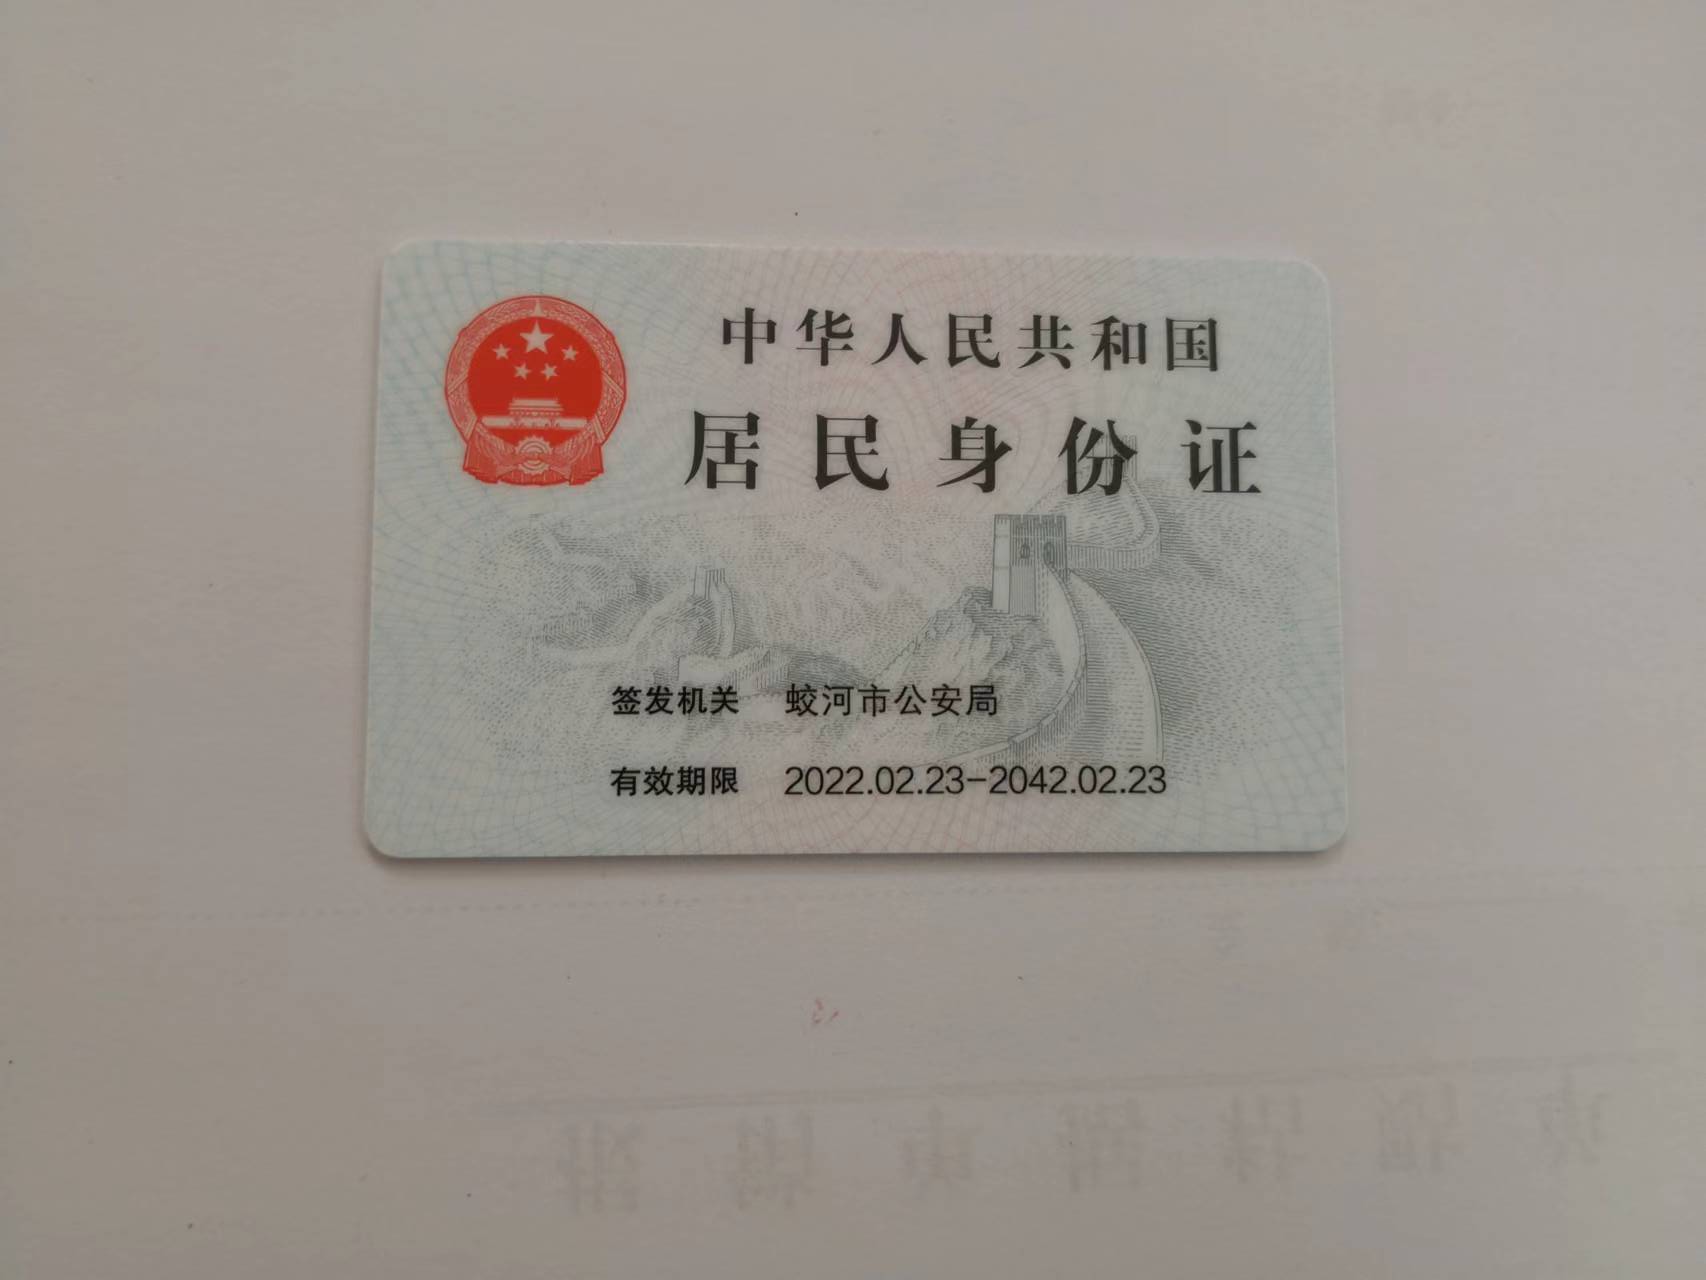 中华人民共和国
居民身份证
签发机关 蛟河市公安局
有效期限 2022.02.23-2042.02.23